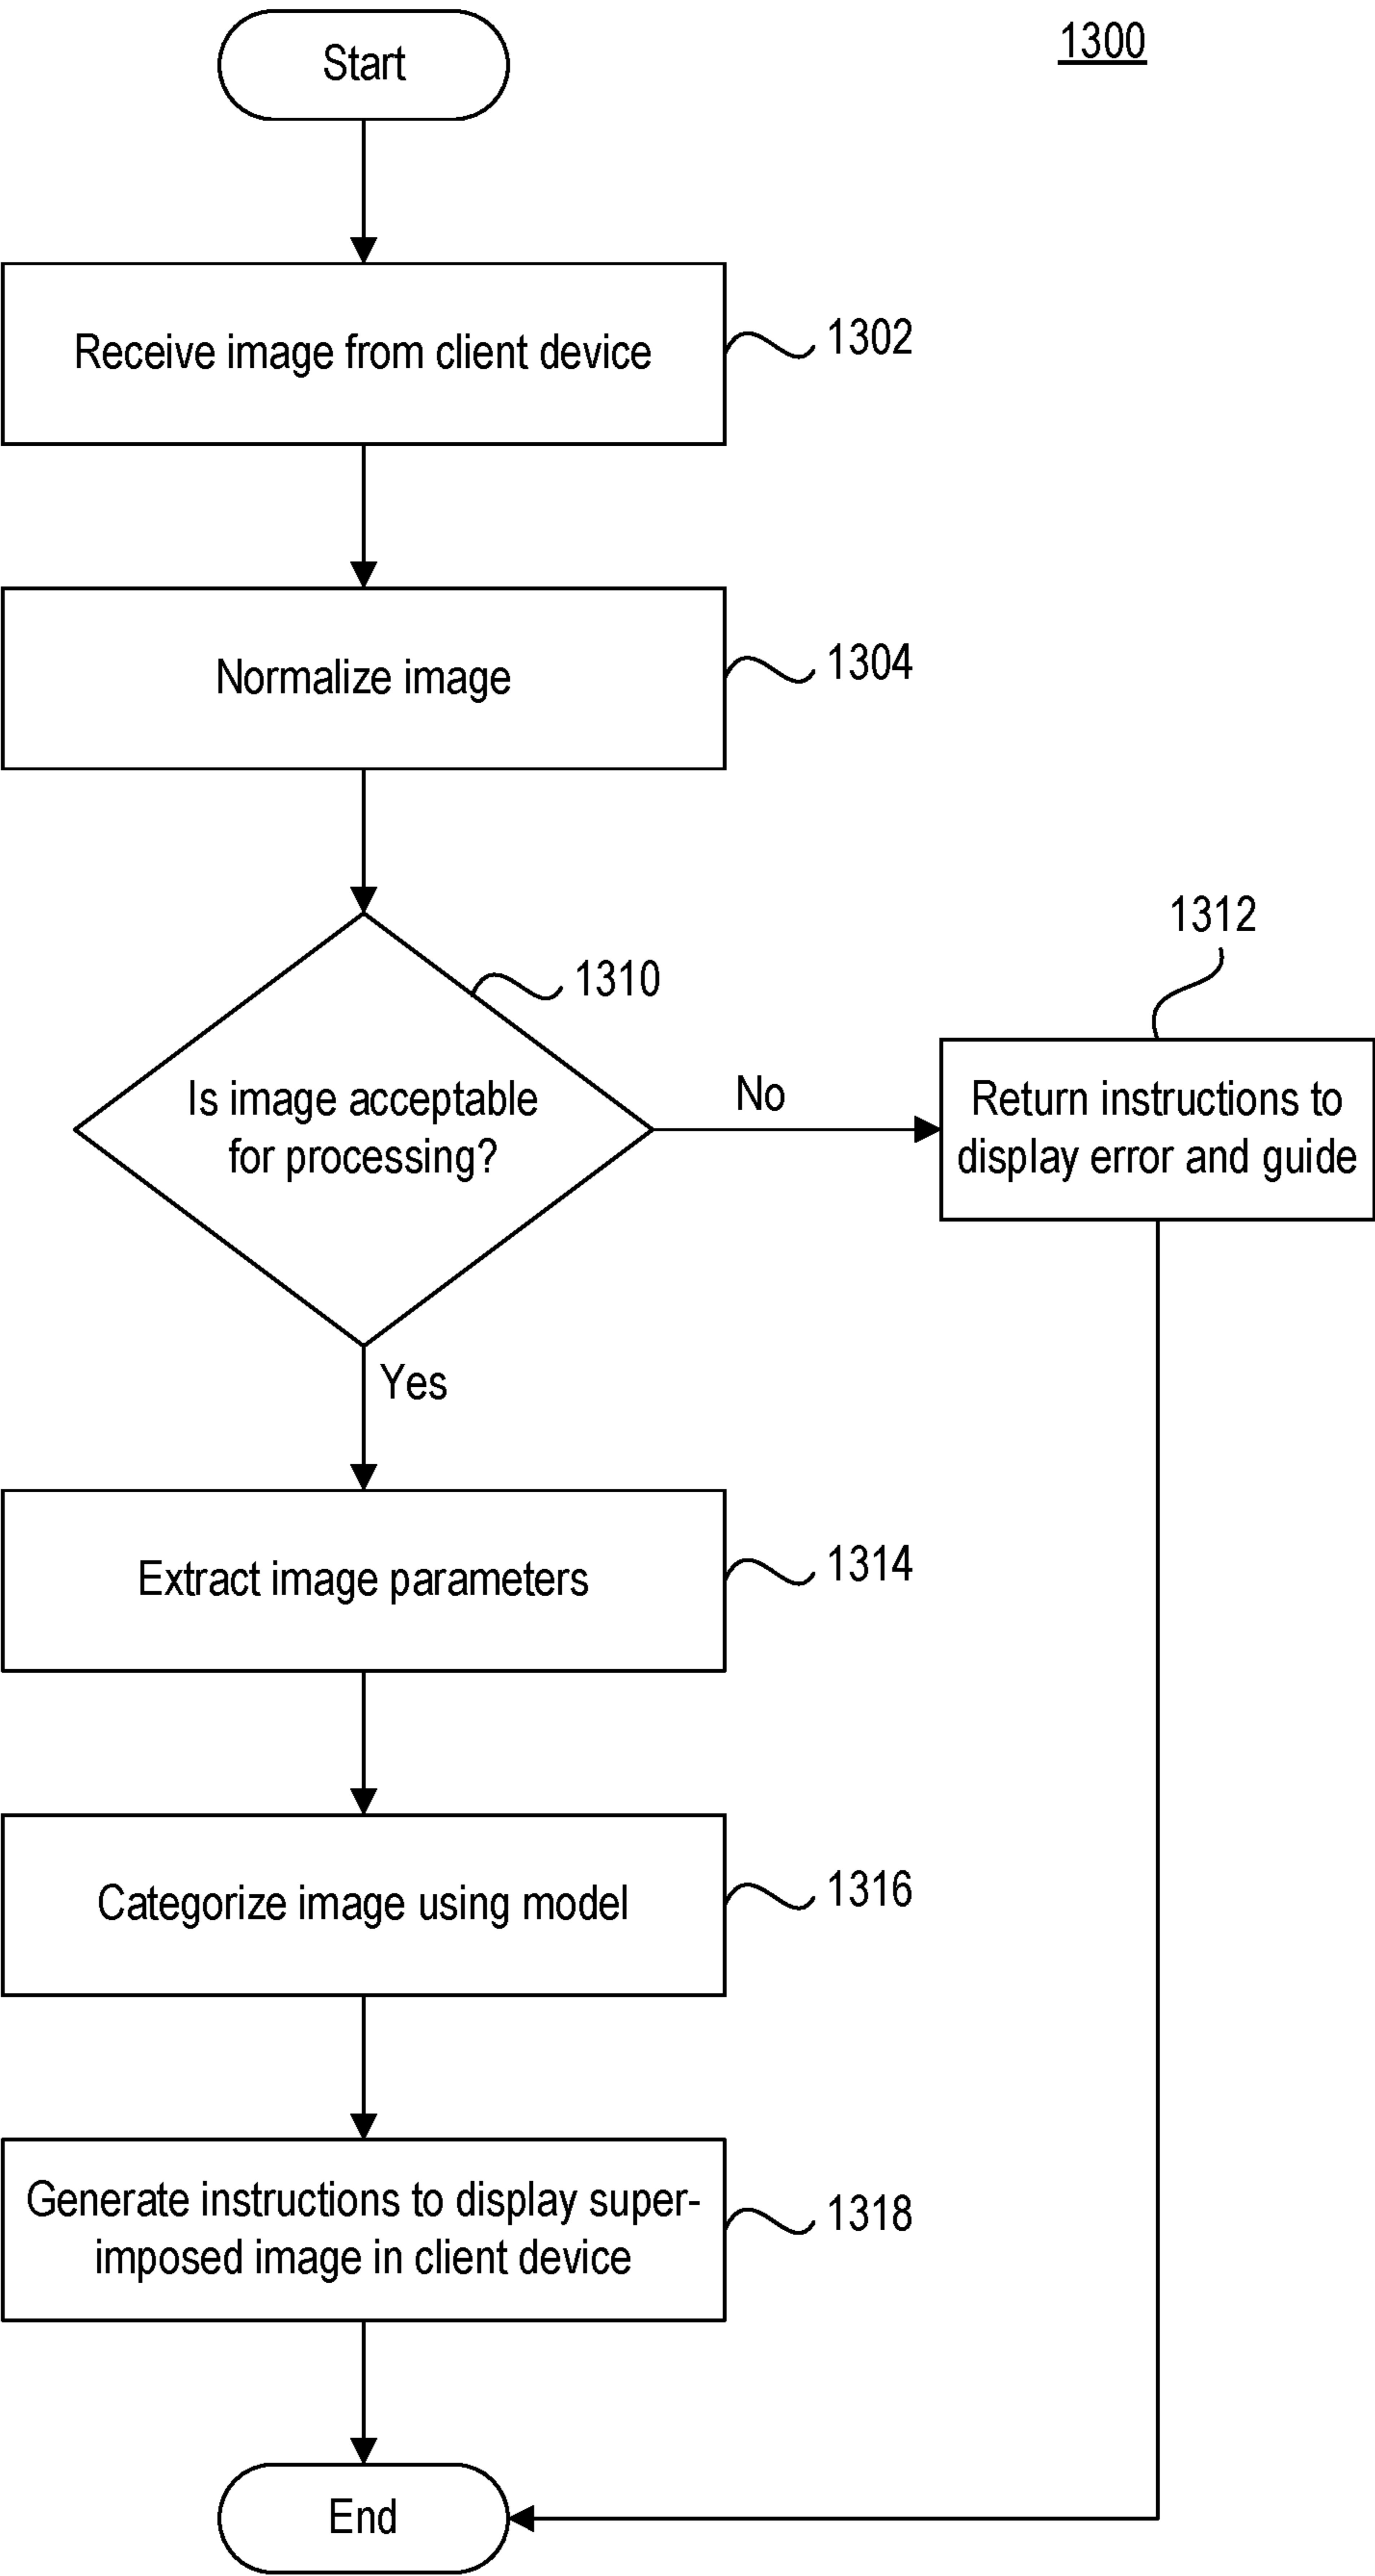 1300
Start
Receive image from client device
1302
Normalize image
1304
1310
Is image acceptable
for processing?
No
1312
Return instructions to
display error and guide
Yes
Extract image parameters
1314
Categorize image using model
1316
Generate instructions to display super-
imposed image in client device
1318
End